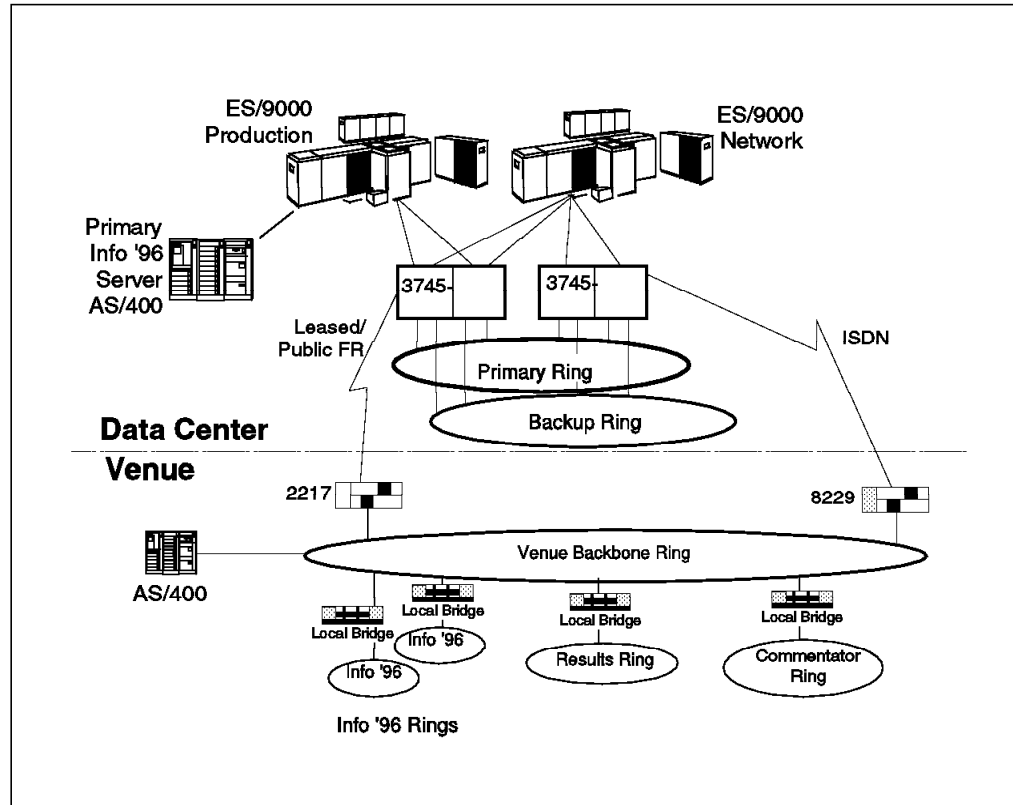 ES/9000
Production
ES/9000
Network
Primary
Info '96
Server
AS/400
3745-
3745-
Leased/
Public FR
ISDN
Primary Ring
Backup Ring
Data Center
Venue
2217
8229
Venue Backbone Ring
AS/400
Local Bridge
Local Bridge
Local Bridge
Local Bridge
Info '96
Info '96
Results Ring
Commentator
Ring
Info '96 Rings